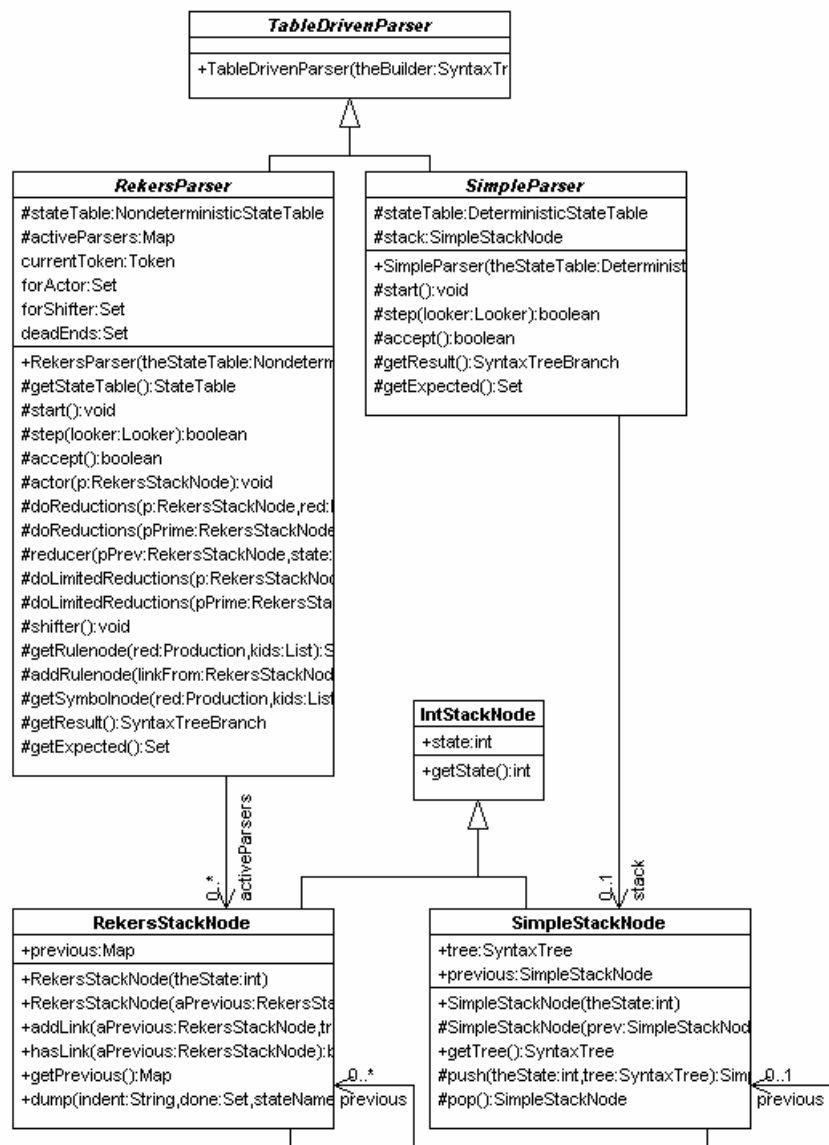 TableDrivenParser
+TableDrivenParser(theBuilder:SyntaxTr
RekersParser
#stateTable:NondeterministicStateTable
#activeParsers:Map
currentToken:Token
forActor:Set
forShifter:Set
deadEnds:Set
+RekersParser(theStateTable:Nondeterm
#getStateTable():StateTable
#start():void
#step(looker:Looker):boolean
#accept():boolean
#actor(p:RekersStackNode):void
#doReductions(p:RekersStackNode,red:
#doReductions(pPrime:RekersStackNode
#reducer(pPrev:RekersStackNode,state:
#doLimitedReductions(p:RekersStackNod
#doLimitedReductions(pPrime:RekersSta
#shifter():void
#getRulenode(red:Production,kids:List):S
#addRulenode(linkFrom:RekersStackNod
#getSymbolnode(red:Production,kids:List
#getResult():SyntaxTreeBranch
#getExpected():Set
SimpleParser
#stateTable:DeterministicStateTable
#stack:SimpleStackNode
+SimpleParser(theStateTable:Determinist
#start():void
#step(looker:Looker):boolean
#accept():boolean
#getResult():SyntaxTreeBranch
#getExpected():Set
IntStackNode
+state:int
+getState():int
0..*
activeParsers
0..1
stack
RekersStackNode
+previous:Map
+RekersStackNode(theState:int)
+RekersStackNode(aPrevious:RekersSta
+addLink(aPrevious:RekersStackNode,tr
+hasLink(aPrevious:RekersStackNode):b
+getPrevious():Map
+dump(indent:String,done:Set,stateName
0..*
previous
SimpleStackNode
+tree:SyntaxTree
+previous:SimpleStackNode
+SimpleStackNode(theState:int)
#SimpleStackNode(prev:SimpleStackNod
+getTree():SyntaxTree
#push(theState:int,tree:SyntaxTree):Sim
#pop():SimpleStackNode
0..1
previous